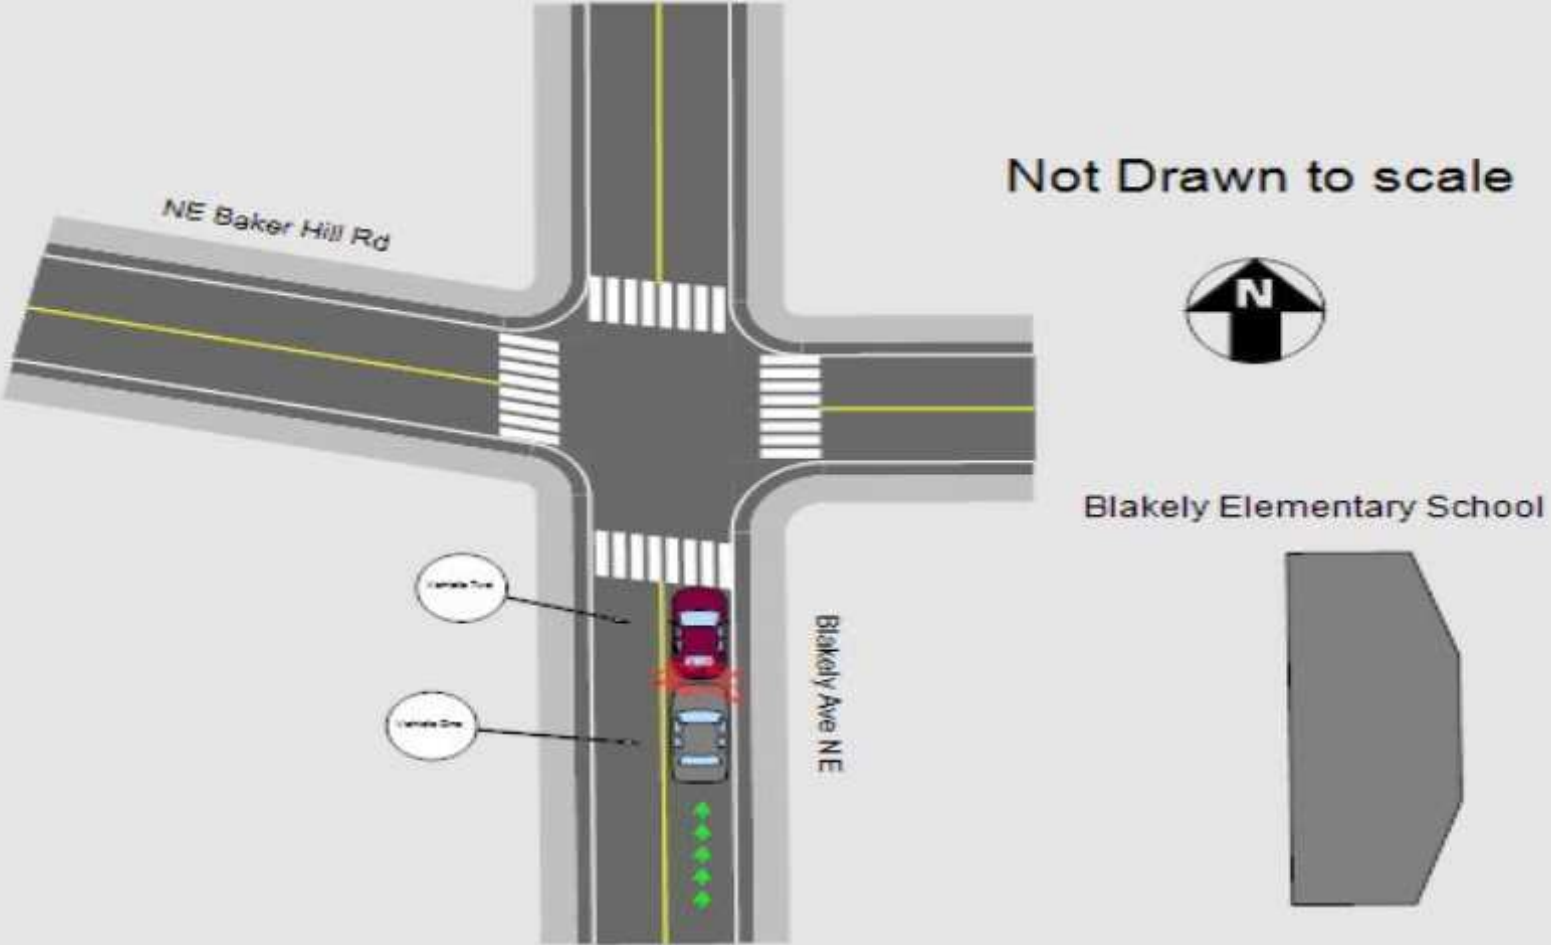 Not Drawn to scale
NE Baker Hill Rd
N
Blakely Elementary School
Blakely Ave NE